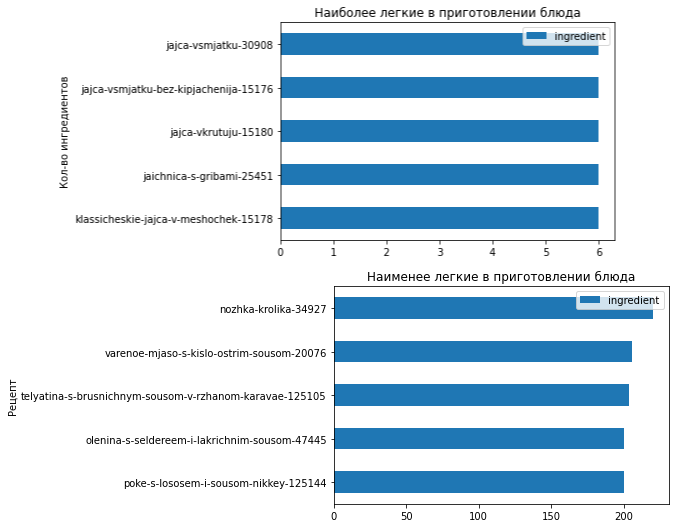 Наиболее легкие в приготовлении блюда
ingredient
Кол-во ингредиентов
jajca-vsmjatku-30908
jajca-vsmjatku-bez-kipjachenija-15176
jajca-vkrutuju-15180
jaichnica-s-gribami-25451
klassicheskie-jajca-v-meshochek-15178
0 1 2 3 4 5 6
Наименее легкие в приготовлении блюда
ingredient
Рецепт
nozhka-krolika-34927
varenoe-mjaso-s-kislo-ostrim-sousom-20076
telyatina-s-brusnichnym-sousom-v-rzhanom-karavae-125105
olenina-s-seldereem-i-lakrichnim-sousom-47445
poke-s-lososem-i-sousom-nikkey-125144
0 50 100 150 200